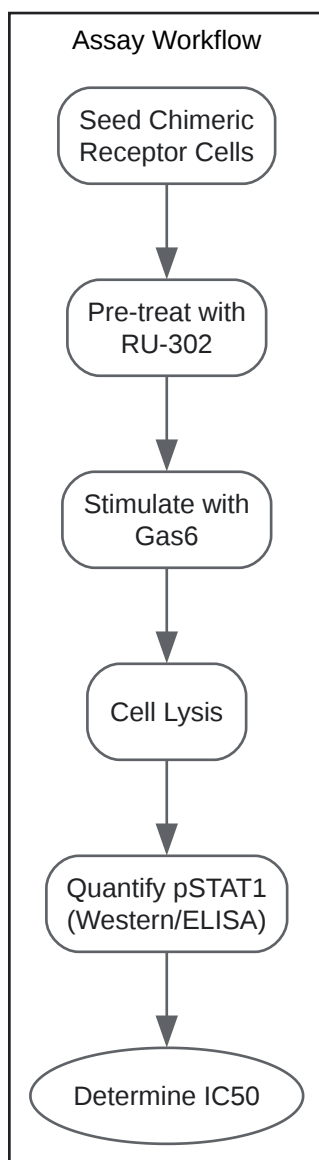 Assay Workflow
Seed Chimeric
Receptor Cells
Pre-treat with
RU-302
Stimulate with
Gas6
Cell Lysis
Quantify pSTAT1
(Western/ELISA)
Determine IC50